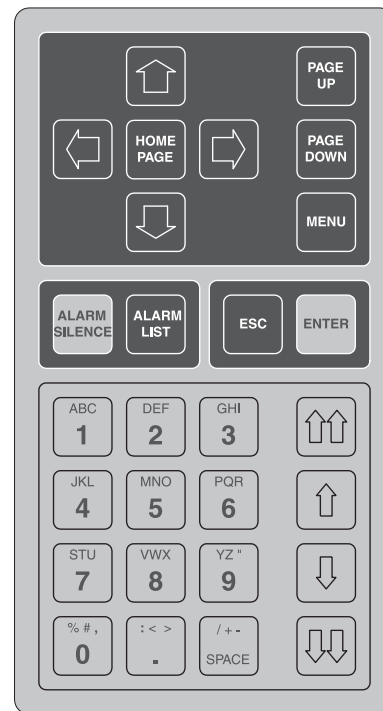 PAGE
UP
HOME
PAGE
PAGE
DOWN
MENU
ALARM
SILENCE
ALARM
LIST
ESC
ENTER
ABC
1
DEF
2
GHI
3
JKL
4
MNO
5
PQR
6
STU
7
VWX
8
YZ "
9
% # ,
0
: < >
.
/ + -
SPACE